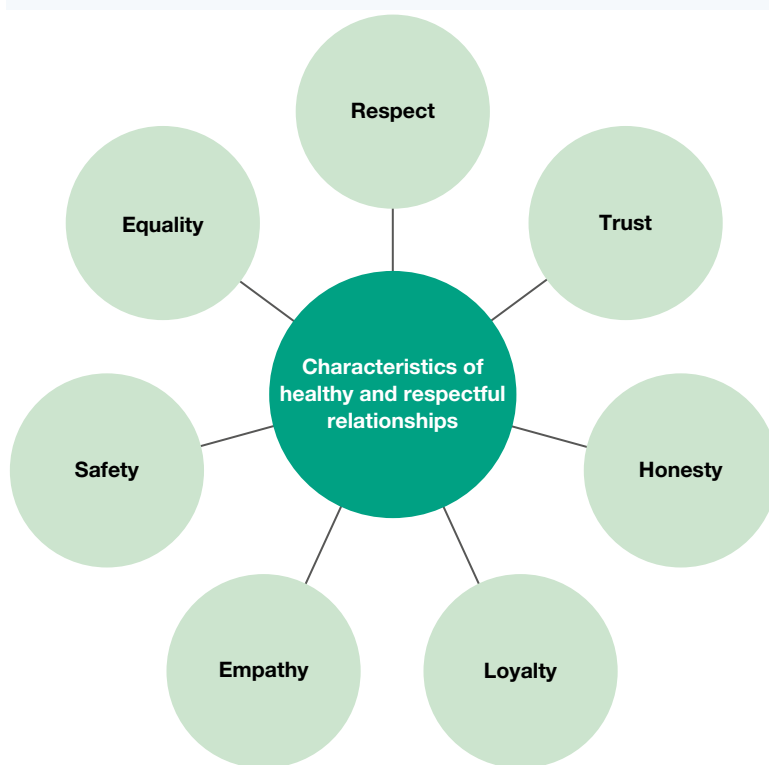 Respect
Equality
Trust
Characteristics of
healthy and respectful
relationships
Safety
Honesty
Empathy
Loyalty